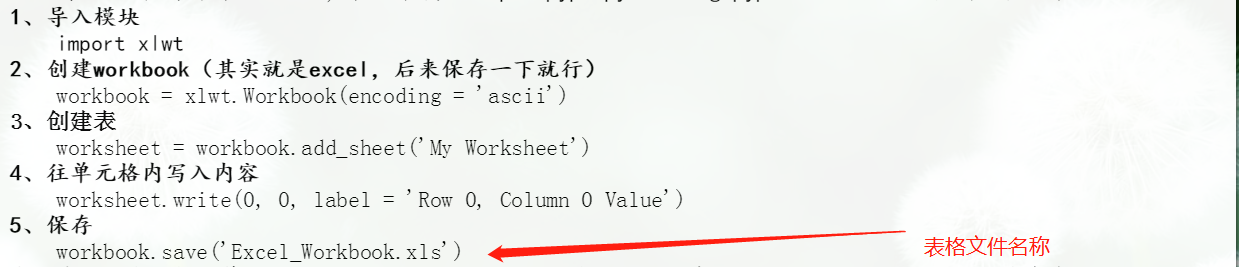 1、导入模块
import xlwt
2、创建workbook（其实就是excel，后来保存一下就行）
workbook = xlwt.Workbook(encoding = 'ascii')
3、创建表
worksheet = workbook.add_sheet('My Worksheet')
4、往单元格内写入内容
worksheet.write(0, 0, label = 'Row 0, Column 0 Value')
5、保存
workbook.save('Excel_Workbook.xls')
表格文件名称